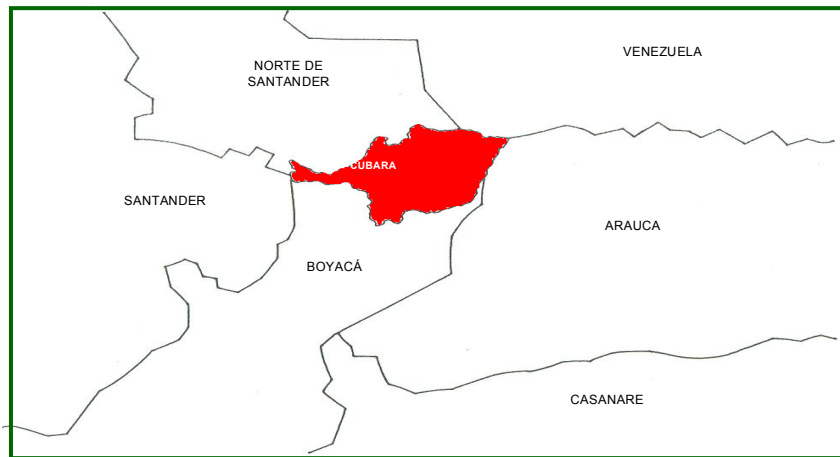 VENEZUELA
NORTE DE
SANTANDER
CUBARA
SANTANDER
ARAUCA
BOYACÁ
CASANARE